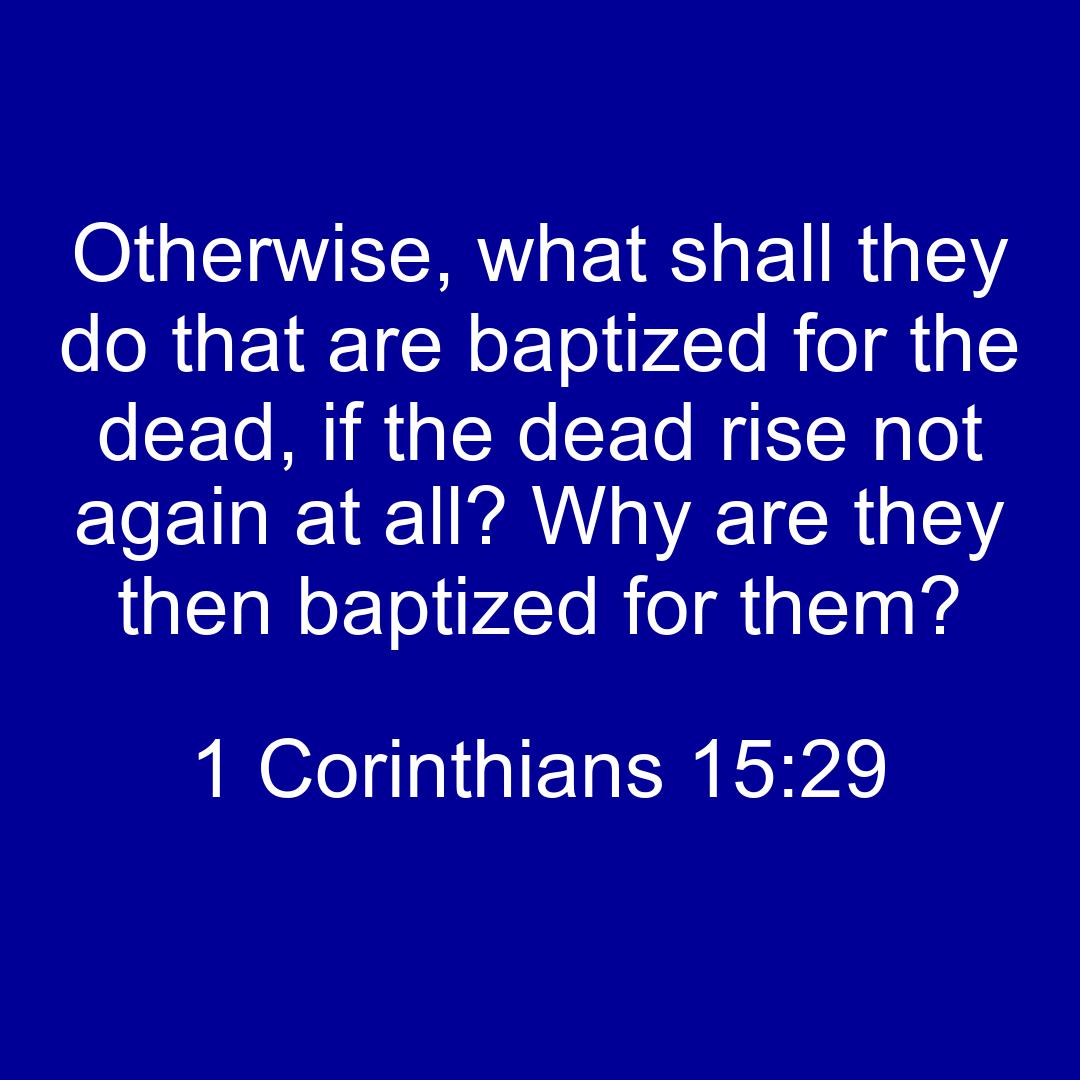 Otherwise, what shall they
do that are baptized for the
dead, if the dead rise not
again at all? Why are they
then baptized for them?
1 Corinthians 15:29